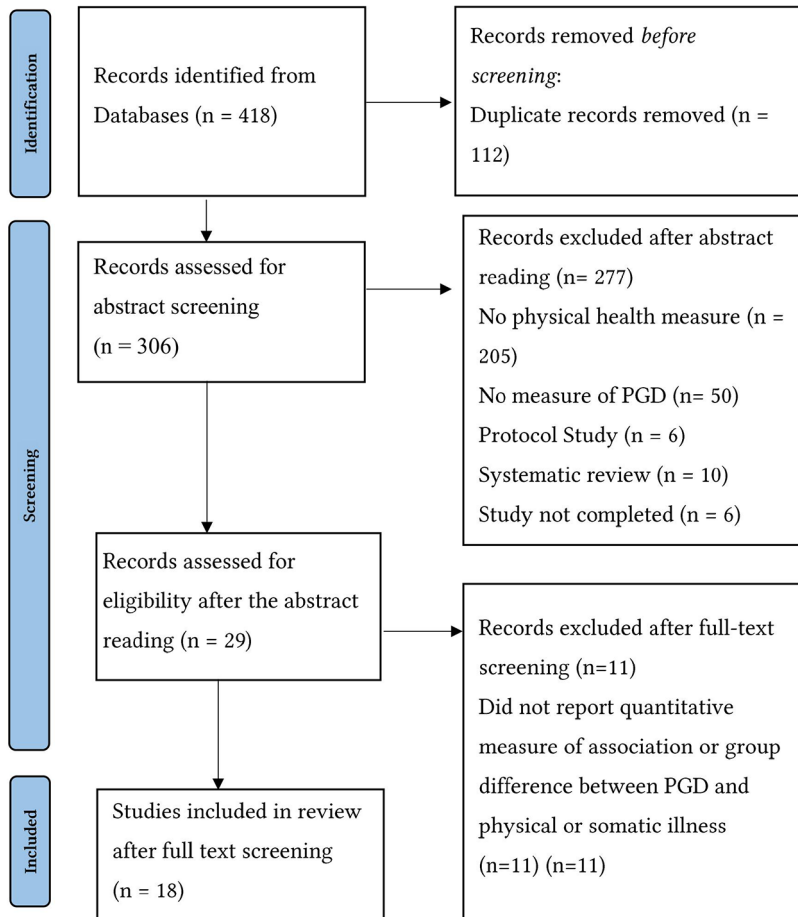 Identification
Records identified from
Databases (n = 418)
Records removed before
screening:
Duplicate records removed (n =
112)
Screening
Records assessed for
abstract screening
(n = 306)
Records excluded after abstract
reading (n= 277)
No physical health measure (n =
205)
No measure of PGD (n= 50)
Protocol Study (n = 6)
Systematic review (n = 10)
Study not completed (n = 6)
Records assessed for
eligibility after the abstract
reading (n = 29)
Records excluded after full-text
screening (n=11)
Did not report quantitative
measure of association or group
difference between PGD and
physical or somatic illness
(n=11) (n=11)
Included
Studies included in review
after full text screening
(n = 18)